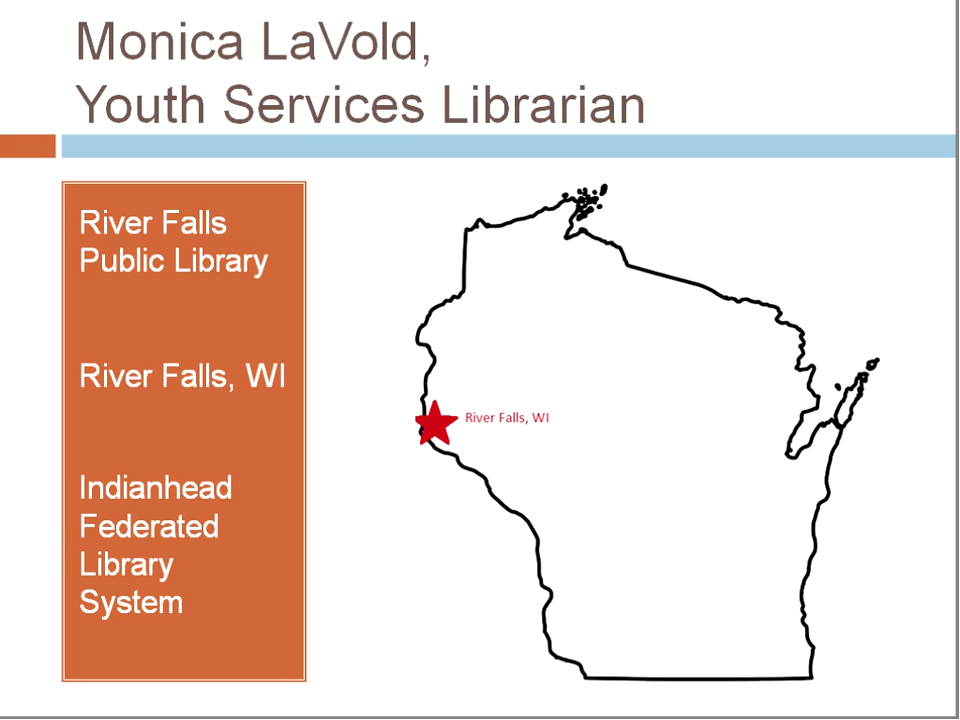 Monica LaVold,
Youth Services Librarian
River Falls
Public Library
River Falls, WI
Indianhead
Federated
Library
System
River Falls, WI